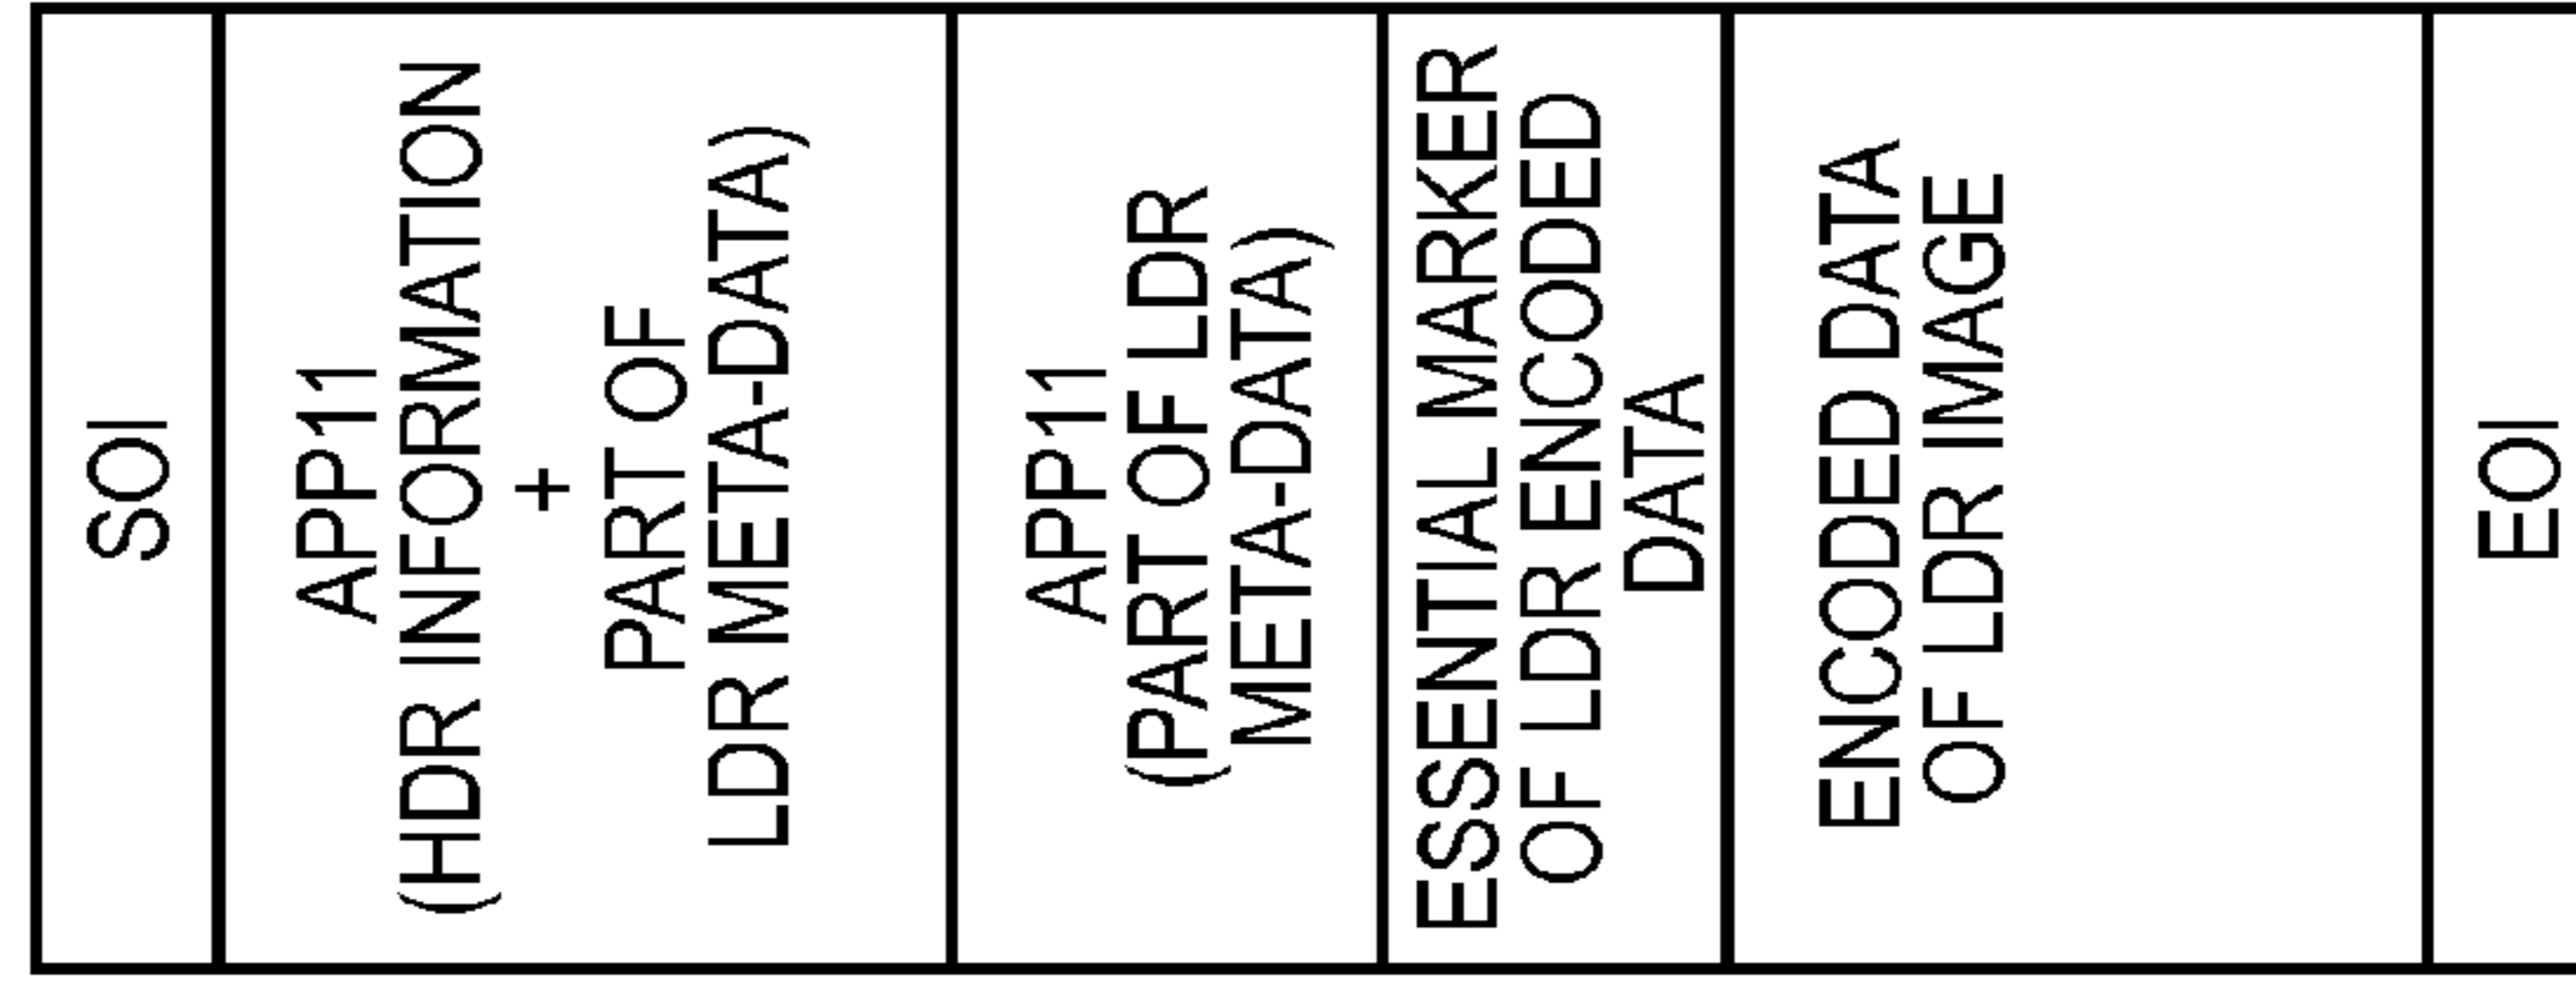 SOI
APP11
(HDR INFORMATION
+
PART OF
LDR META-DATA)
APP11
(PART OF LDR
META-DATA)
ESSENTIAL MARKER
OF LDR ENCODED
DATA
ENCODED DATA
OF LDR IMAGE
EOI